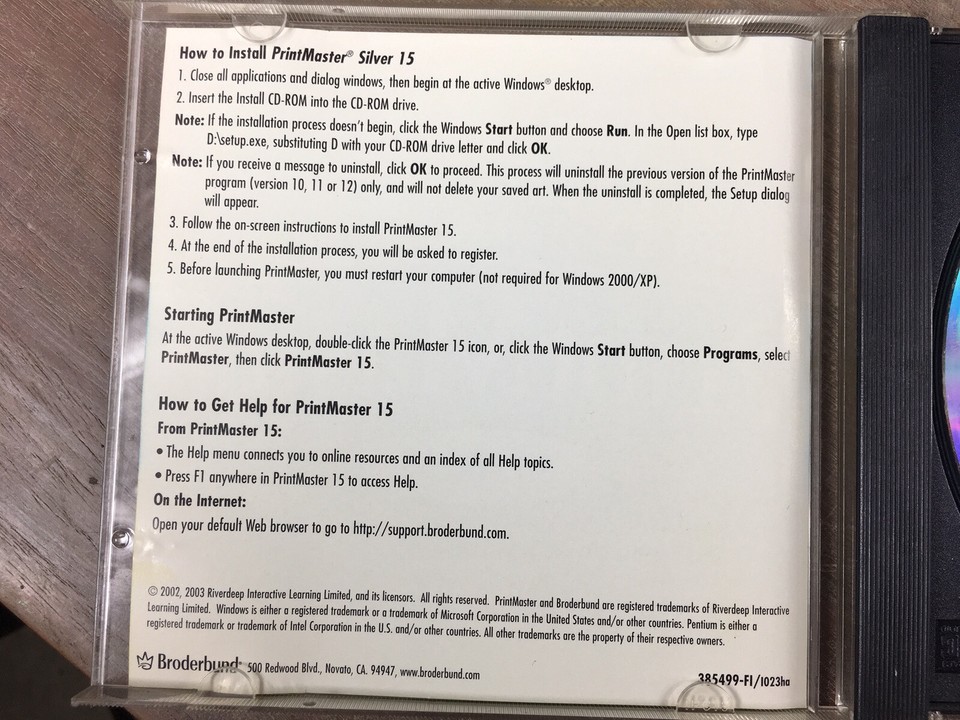 How to Install PrintMaster® Silver 15
1. Close all applications and dialog windows, then begin at the active Windows® desktop.
2. Insert the Install CD-ROM into the CD-ROM drive.
Note: If the installation process doesn't begin, click the Windows Start button and choose Run. In the Open list box, type
D:\setup.exe, substituting D with your CD-ROM drive letter and click OK.
Note: If you receive a message to uninstall, click OK to proceed. This process will uninstall the previous version of the PrintMaster
program (version 10, 11 or 12) only, and will not delete your saved art. When the uninstall is completed, the Setup dialog
will appear.
3. Follow the on-screen instructions to install PrintMaster 15.
4. At the end of the installation process, you will be asked to register.
5. Before launching PrintMaster, you must restart your computer (not required for Windows 2000/XP).
Starting PrintMaster
At the active Windows desktop, double-click the PrintMaster 15 icon, or, click the Windows Start button, choose Programs, select
PrintMaster, then click PrintMaster 15.
How to Get Help for PrintMaster 15
From PrintMaster 15:
• The Help menu connects you to online resources and an index of all Help topics.
• Press F1 anywhere in PrintMaster 15 to access Help.
On the Internet:
Open your default Web browser to go to http://support.broderbund.com.
© 2002, 2003 Riverdeep Interactive Learning Limited, and its licensors. All rights reserved. PrintMaster and Broderbund are registered trademarks of Riverdeep Interactive
Learning Limited. Windows is either a registered trademark or a trademark of Microsoft Corporation in the United States and/or other countries. Pentium is either a
registered trademark or trademark of Intel Corporation in the U.S. and/or other countries. All other trademarks are the property of their respective owners.
Broderbund® 500 Redwood Blvd., Novato, CA. 94947, www.broderbund.com
385499-FI/1023ha